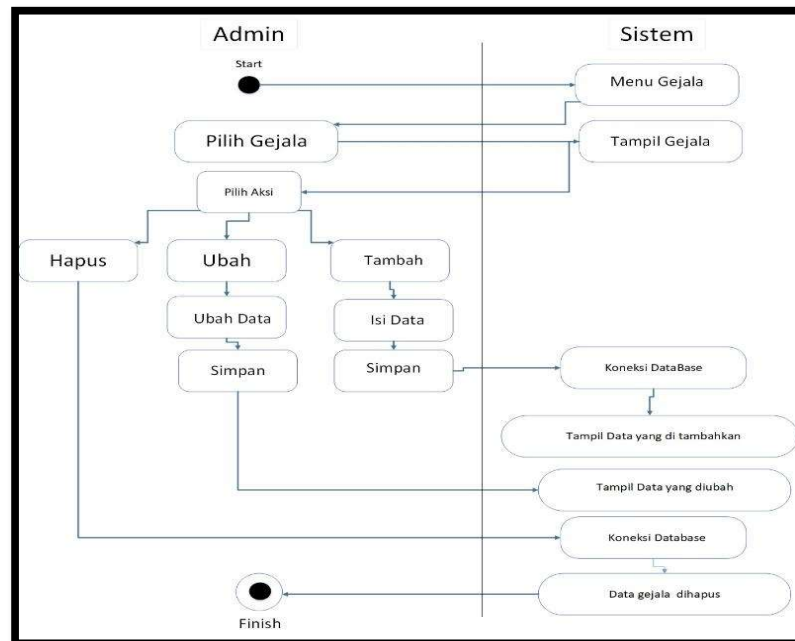 Admin
Sistem
Start
Menu Gejala
Pilih Gejala
Tampil Gejala
Pilih Aksi
Hapus
Ubah
Tambah
Ubah Data
Isi Data
Simpan
Simpan
Koneksi DataBase
Tampil Data yang di tambahkan
Tampil Data yang diubah
Koneksi Database
Data gejala dihapus
Finish